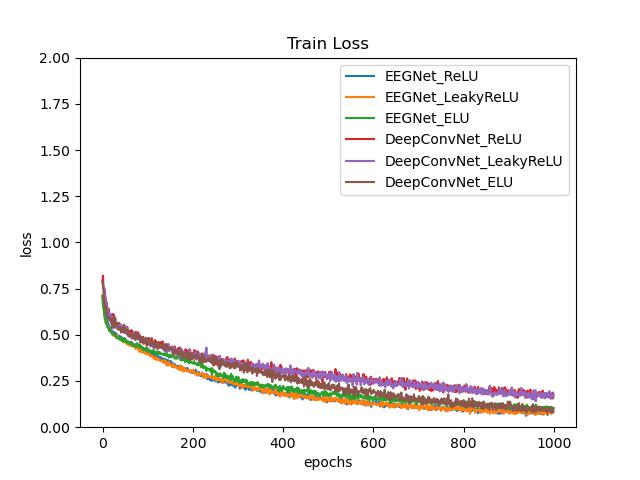 Train Loss
2.00
1.75
1.50
1.25
1.00
0.75
0.50
0.25
0.00
loss
EEGNet_ReLU
EEGNet_LeakyReLU
EEGNet_ELU
DeepConvNet_ReLU
DeepConvNet_LeakyReLU
DeepConvNet_ELU
0 200 400 600 800 1000
epochs